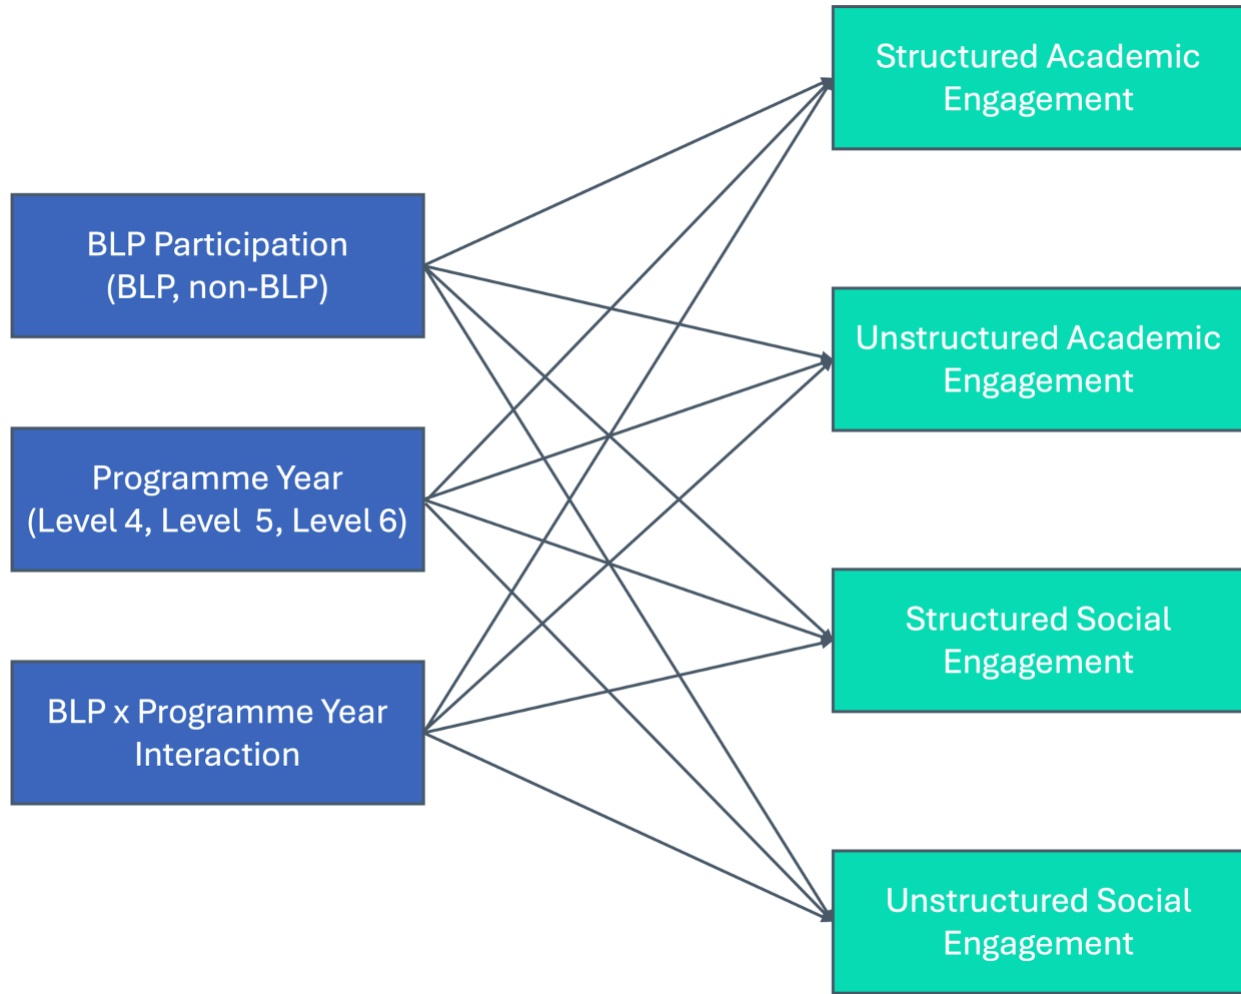 BLP Participation
(BLP, non-BLP)
Programme Year
(Level 4, Level  5, Level 6)
BLP x Programme Year
Interaction
Structured Academic
Engagement
Unstructured Academic
Engagement
Structured Social
Engagement
Unstructured Social
Engagement